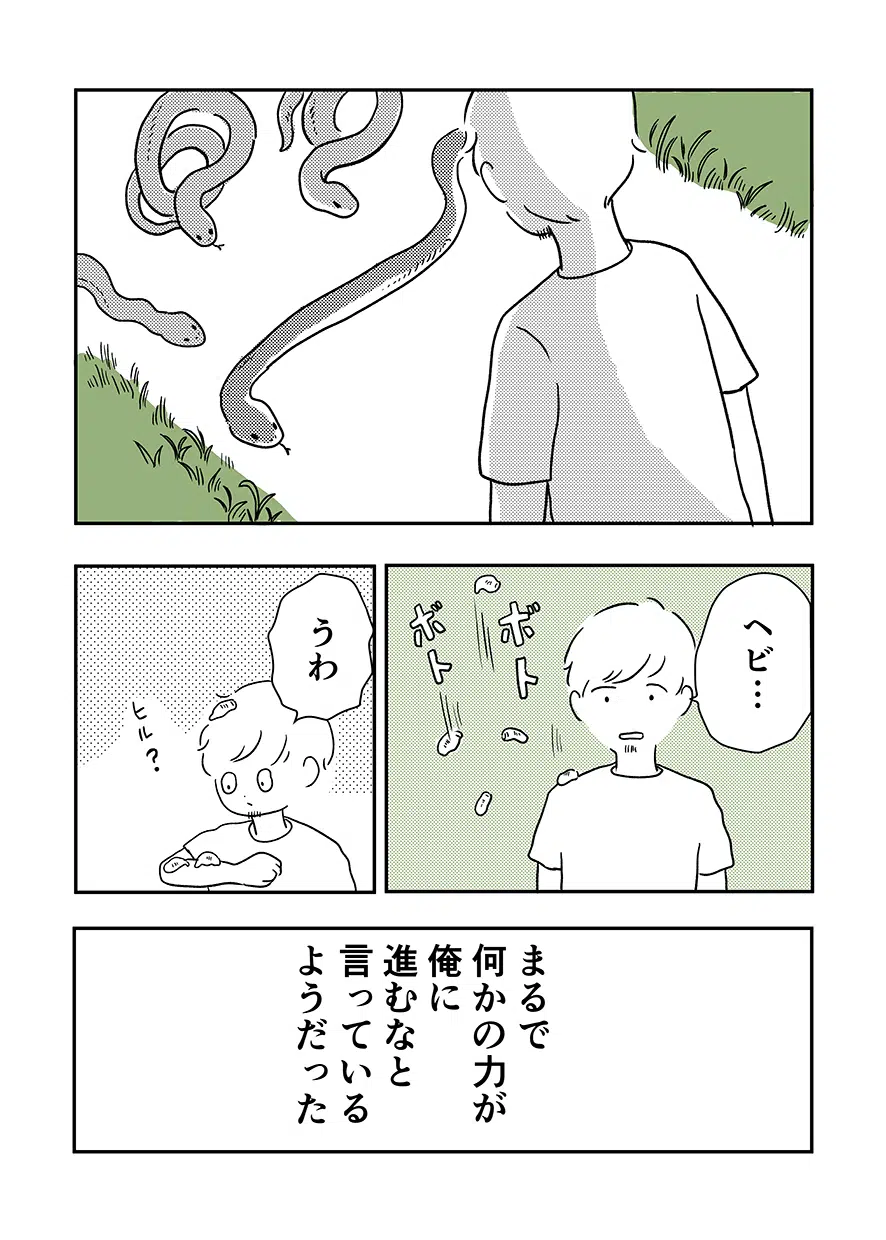 ヘビ…
ボト
ボト
うわ
ヒル?
まるで
何かの力が
俺に
進むなと
言っている
ようだった